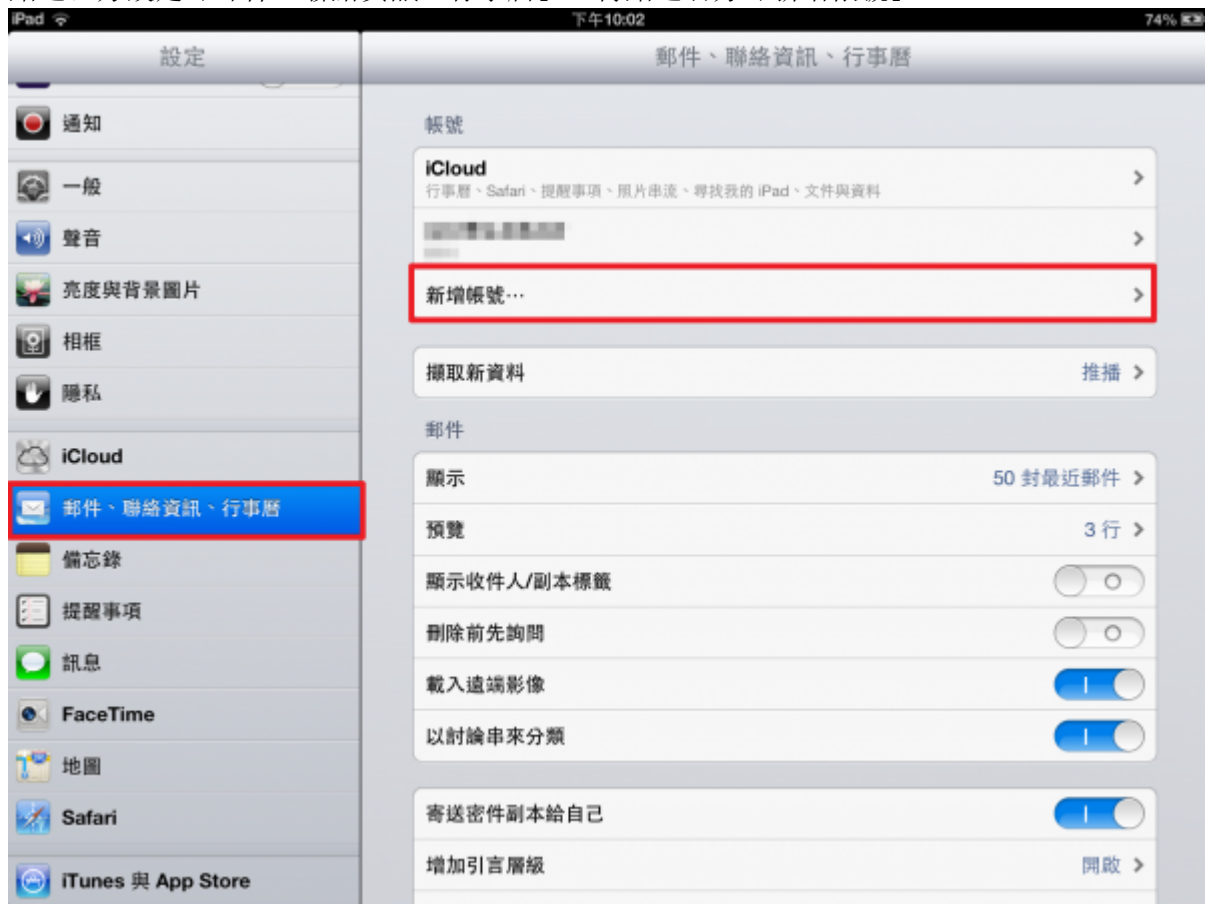 iPad
下午10:02
74%
設定
郵件、聯絡資訊、行事曆
通知
一般
聲音
亮度與背景圖片
相框
隱私
iCloud
郵件、聯絡資訊、行事曆
備忘錄
提醒事項
訊息
FaceTime
地圖
Safari
iTunes 與 App Store
帳號
iCloud
行事曆、Safari、提醒事項、照片串流、尋找我的 iPad、文件與資料
新增帳號⋯
擷取新資料 推播
郵件
顯示 50 封最近郵件
預覽 3 行
顯示收件人/副本標籤
刪除前先詢問
載入遠端影像
以討論串來分類
寄送密件副本給自己
增加引言層級 開啟